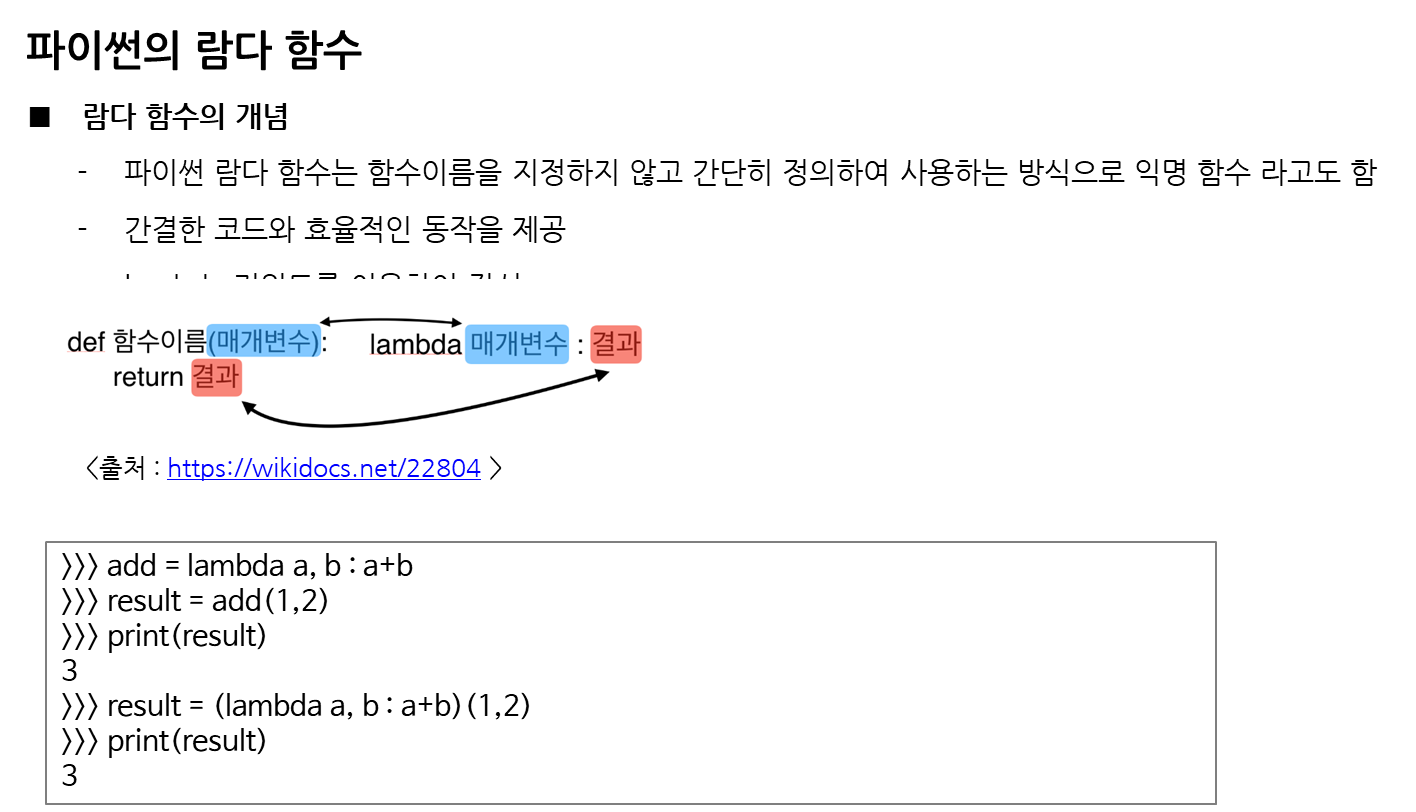 파이썬의 람다 함수
■ 람다 함수의 개념
- 파이썬 람다 함수는 함수이름을 지정하지 않고 간단히 정의하여 사용하는 방식으로 익명 함수 라고도 함
- 간결한 코드와 효율적인 동작을 제공
def 함수이름(매개변수): lambda 매개변수 : 결과
return 결과
<출처 : https://wikidocs.net/22804 >
>>> add = lambda a, b : a+b
>>> result = add(1,2)
>>> print(result)
3
>>> result = (lambda a, b : a+b)(1,2)
>>> print(result)
3